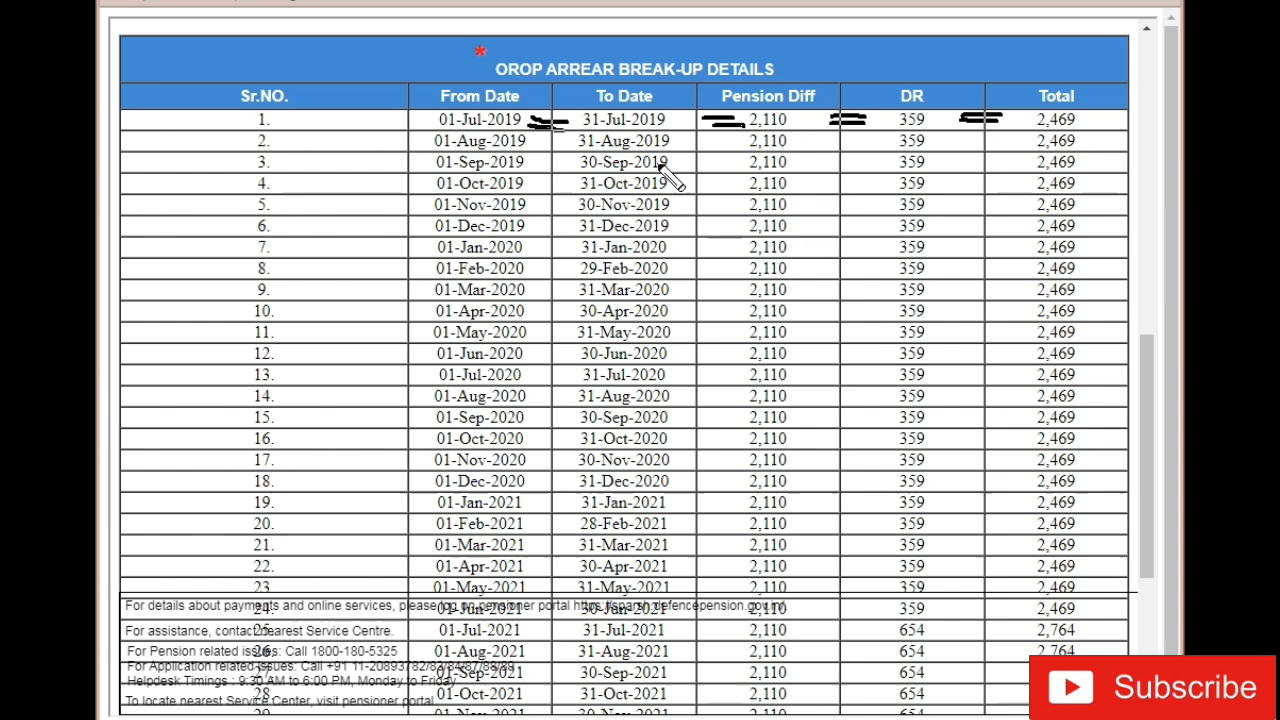 OROP ARREAR BREAK-UP DETAILS
Sr.NO. From Date To Date Pension Diff DR Total
1. 01-Jul-2019 31-Jul-2019 2,110 359 2,469
2. 01-Aug-2019 31-Aug-2019 2,110 359 2,469
3. 01-Sep-2019 30-Sep-2019 2,110 359 2,469
4. 01-Oct-2019 31-Oct-2019 2,110 359 2,469
5. 01-Nov-2019 30-Nov-2019 2,110 359 2,469
6. 01-Dec-2019 31-Dec-2019 2,110 359 2,469
7. 01-Jan-2020 31-Jan-2020 2,110 359 2,469
8. 01-Feb-2020 29-Feb-2020 2,110 359 2,469
9. 01-Mar-2020 31-Mar-2020 2,110 359 2,469
10. 01-Apr-2020 30-Apr-2020 2,110 359 2,469
11. 01-May-2020 31-May-2020 2,110 359 2,469
12. 01-Jun-2020 30-Jun-2020 2,110 359 2,469
13. 01-Jul-2020 31-Jul-2020 2,110 359 2,469
14. 01-Aug-2020 31-Aug-2020 2,110 359 2,469
15. 01-Sep-2020 30-Sep-2020 2,110 359 2,469
16. 01-Oct-2020 31-Oct-2020 2,110 359 2,469
17. 01-Nov-2020 30-Nov-2020 2,110 359 2,469
18. 01-Dec-2020 31-Dec-2020 2,110 359 2,469
19. 01-Jan-2021 31-Jan-2021 2,110 359 2,469
20. 01-Feb-2021 28-Feb-2021 2,110 359 2,469
21. 01-Mar-2021 31-Mar-2021 2,110 359 2,469
22. 01-Apr-2021 30-Apr-2021 2,110 359 2,469
23. 01-May-2021 31-May-2021 2,110 359 2,469
For details about payments and online services, please log on pensioner portal https://sparsh.defencepension.gov.in/
24. 01-Jun-2021 30-Jun-2021 2,110 359 2,469
For assistance, contact nearest Service Centre.
25. 01-Jul-2021 31-Jul-2021 2,110 654 2,764
For Pension related issues: Call 1800-180-5325
26. 01-Aug-2021 31-Aug-2021 2,110 654 2,764
For Application related issues: Call +91 11-20893782/83/84/87/88/89
27. 01-Sep-2021 30-Sep-2021 2,110 654
Helpdesk Timings : 9:30 AM to 6:00 PM, Monday to Friday
28. 01-Oct-2021 31-Oct-2021 2,110 654
To locate nearest Service Center, visit pensioner portal
29. 01-Nov-2021 30-Nov-2021 2,110 654
Subscribe